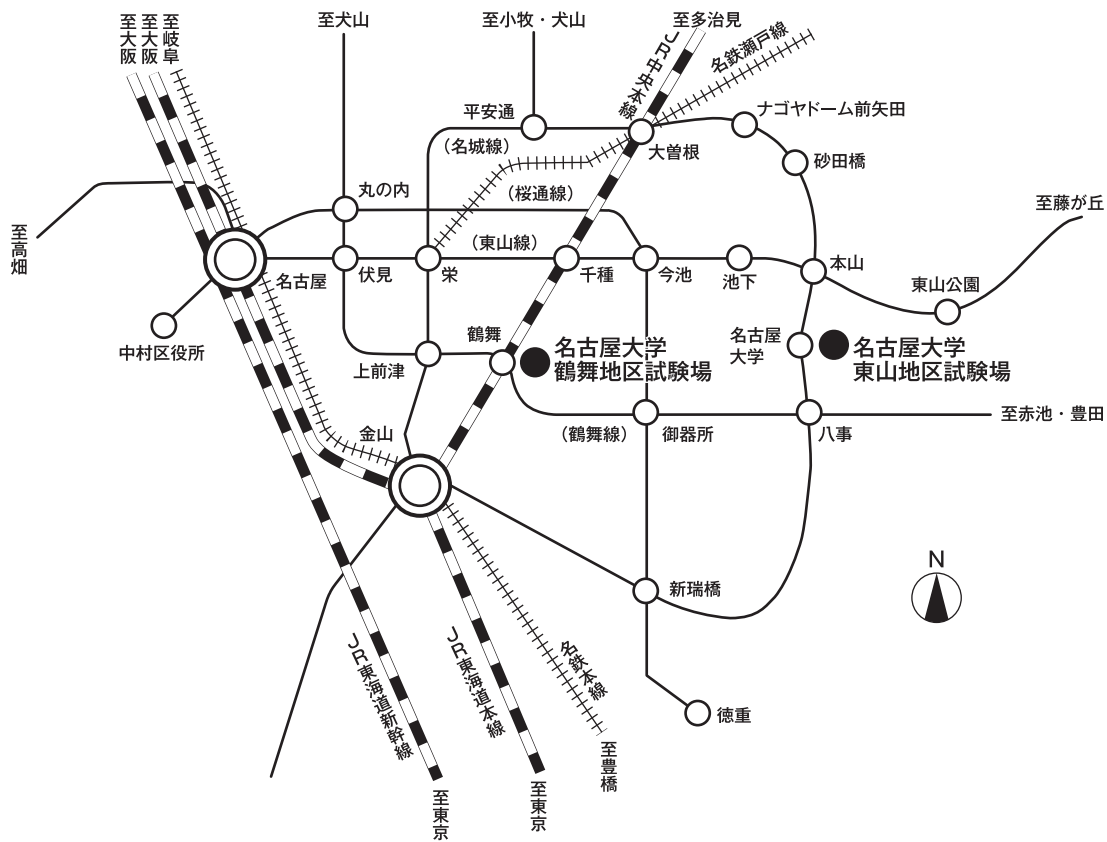 至大阪
至大阪
至岐阜
至犬山
至小牧・犬山
至多治見
JR中央本線
名鉄瀬戸線
平安通
(名城線)
大曽根
ナゴヤドーム前矢田
砂田橋
丸の内
(桜通線)
至藤が丘
至高畑
(東山線)
名古屋
伏見
栄
千種
今池
池下
本山
東山公園
中村区役所
鶴舞
上前津
名古屋大学
鶴舞地区試験場
名古屋
大学
名古屋大学
東山地区試験場
金山
(鶴舞線)
御器所
八事
至赤池・豊田
新瑞橋
N
JR東海道新幹線
JR東海道本線
名鉄本線
徳重
至豊橋
至東京
至東京